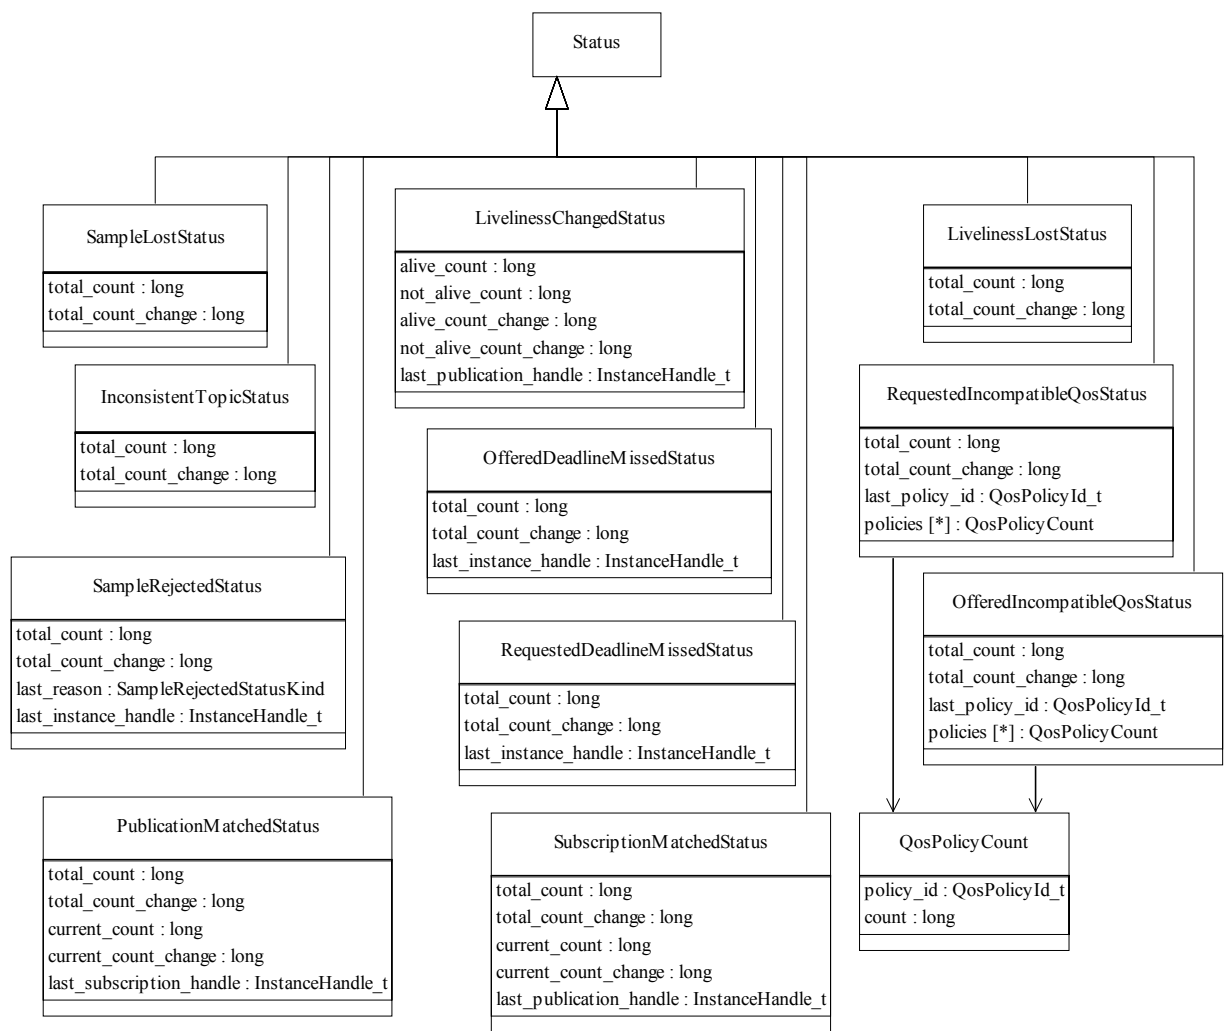 Status
SampleLostStatus
total_count : long
total_count_change : long
InconsistentTopicStatus
total_count : long
total_count_change : long
SampleRejectedStatus
total_count : long
total_count_change : long
last_reason : SampleRejectedStatusKind
last_instance_handle : InstanceHandle_t
PublicationMatchedStatus
total_count : long
total_count_change : long
current_count : long
current_count_change : long
last_subscription_handle : InstanceHandle_t
LivelinessChangedStatus
alive_count : long
not_alive_count : long
alive_count_change : long
not_alive_count_change : long
last_publication_handle : InstanceHandle_t
OfferedDeadlineMissedStatus
total_count : long
total_count_change : long
last_instance_handle : InstanceHandle_t
RequestedDeadlineMissedStatus
total_count : long
total_count_change : long
last_instance_handle : InstanceHandle_t
SubscriptionMatchedStatus
total_count : long
total_count_change : long
current_count : long
current_count_change : long
last_publication_handle : InstanceHandle_t
LivelinessLostStatus
total_count : long
total_count_change : long
RequestedIncompatibleQosStatus
total_count : long
total_count_change : long
last_policy_id : QosPolicyId_t
policies [*] : QosPolicyCount
OfferedIncompatibleQosStatus
total_count : long
total_count_change : long
last_policy_id : QosPolicyId_t
policies [*] : QosPolicyCount
QosPolicyCount
policy_id : QosPolicyId_t
count : long